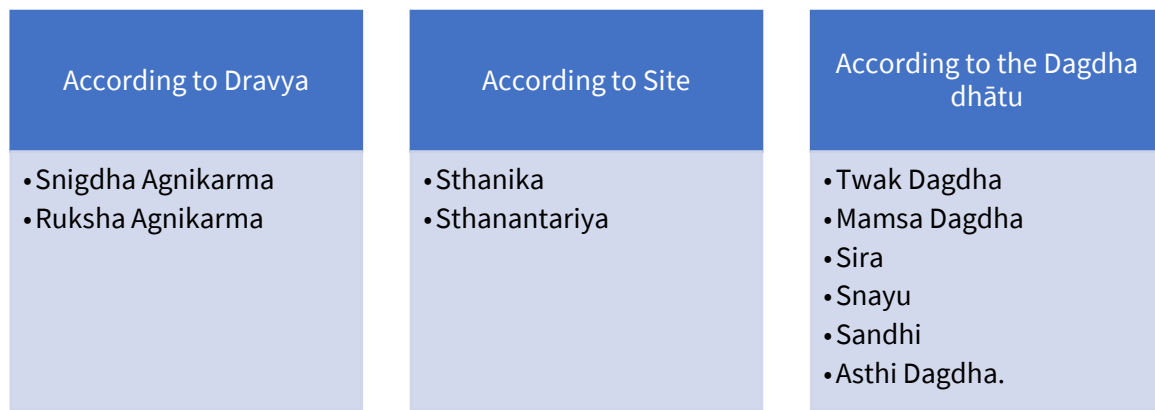 According to Dravya
• Snigdha Agnikarma
• Ruksha Agnikarma
According to Site
• Sthanika
• Sthanantariya
According to the Dagdha
dhātu
• Twak Dagdha
• Mamsa Dagdha
• Sira
• Snayu
• Sandhi
• Asthi Dagdha.